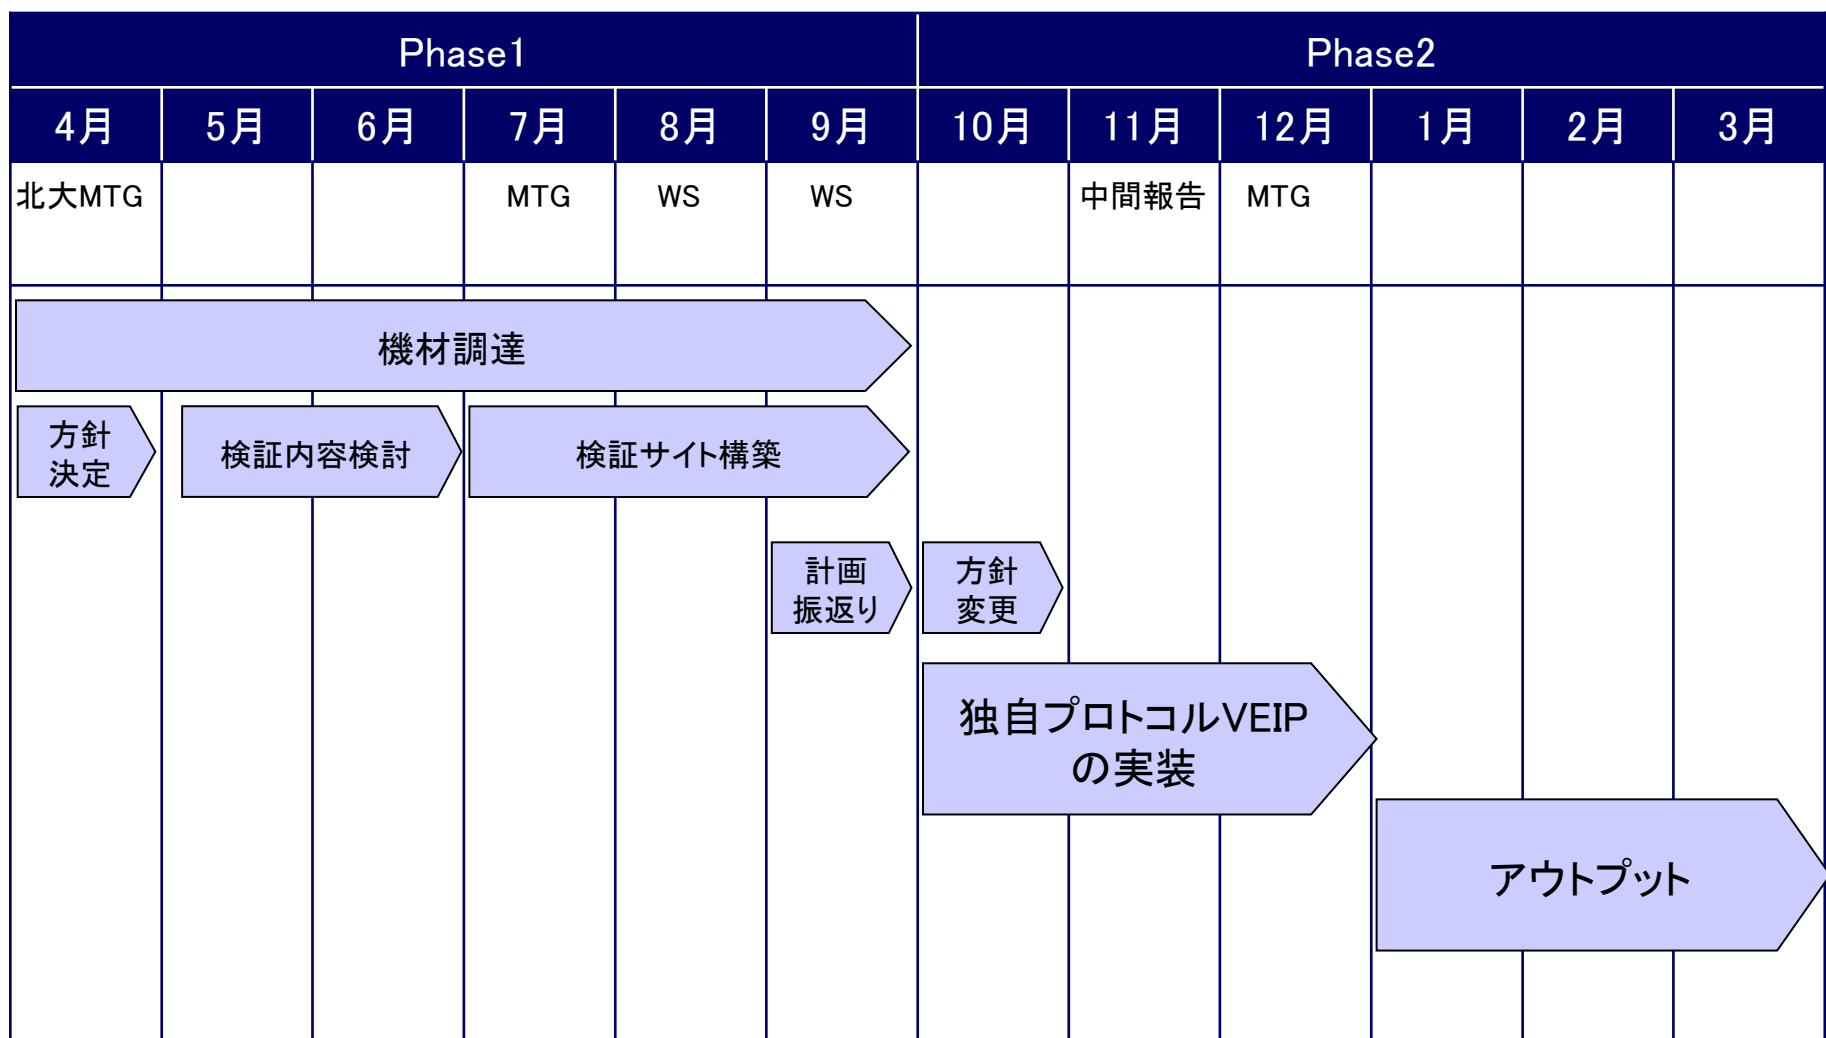 Phase1
Phase2
4月
5月
6月
7月
8月
9月
10月
11月
12月
1月
2月
3月
北大MTG
MTG
WS
WS
中間報告
MTG
機材調達
方針
決定
検証内容検討
検証サイト構築
計画
振返り
方針
変更
独自プロトコルVEIP
の実装
アウトプット